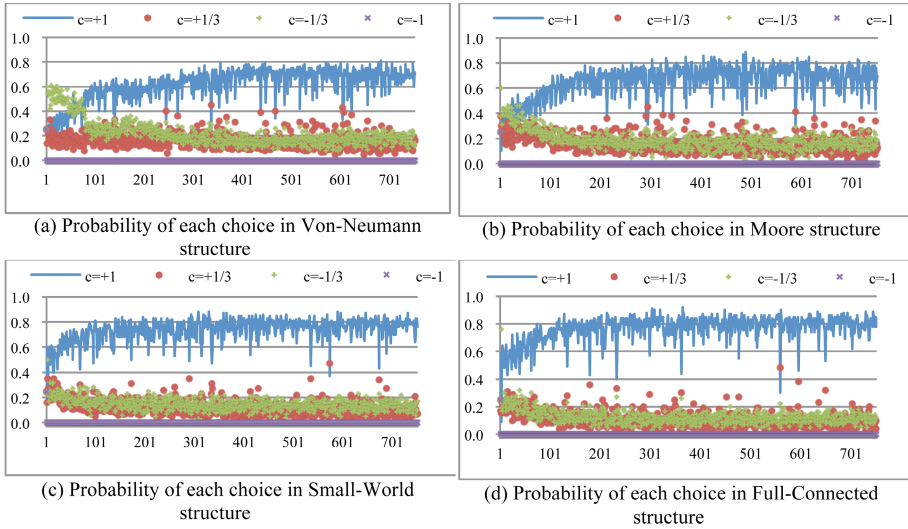 c=+1 c=+1/3 c=-1/3 c=-1
1.0
0.8
0.6
0.4
0.2
0.0
1 101 201 301 401 501 601 701
(a) Probability of each choice in Von-Neumann
structure
c=+1 c=+1/3 c=-1/3 c=-1
1.0
0.8
0.6
0.4
0.2
0.0
1 101 201 301 401 501 601 701
(b) Probability of each choice in Moore structure
c=+1 c=+1/3 c=-1/3 c=-1
1.0
0.8
0.6
0.4
0.2
0.0
1 101 201 301 401 501 601 701
(c) Probability of each choice in Small-World
structure
c=+1 c=+1/3 c=-1/3 c=-1
1.0
0.8
0.6
0.4
0.2
0.0
1 101 201 301 401 501 601 701
(d) Probability of each choice in Full-Connected
structure